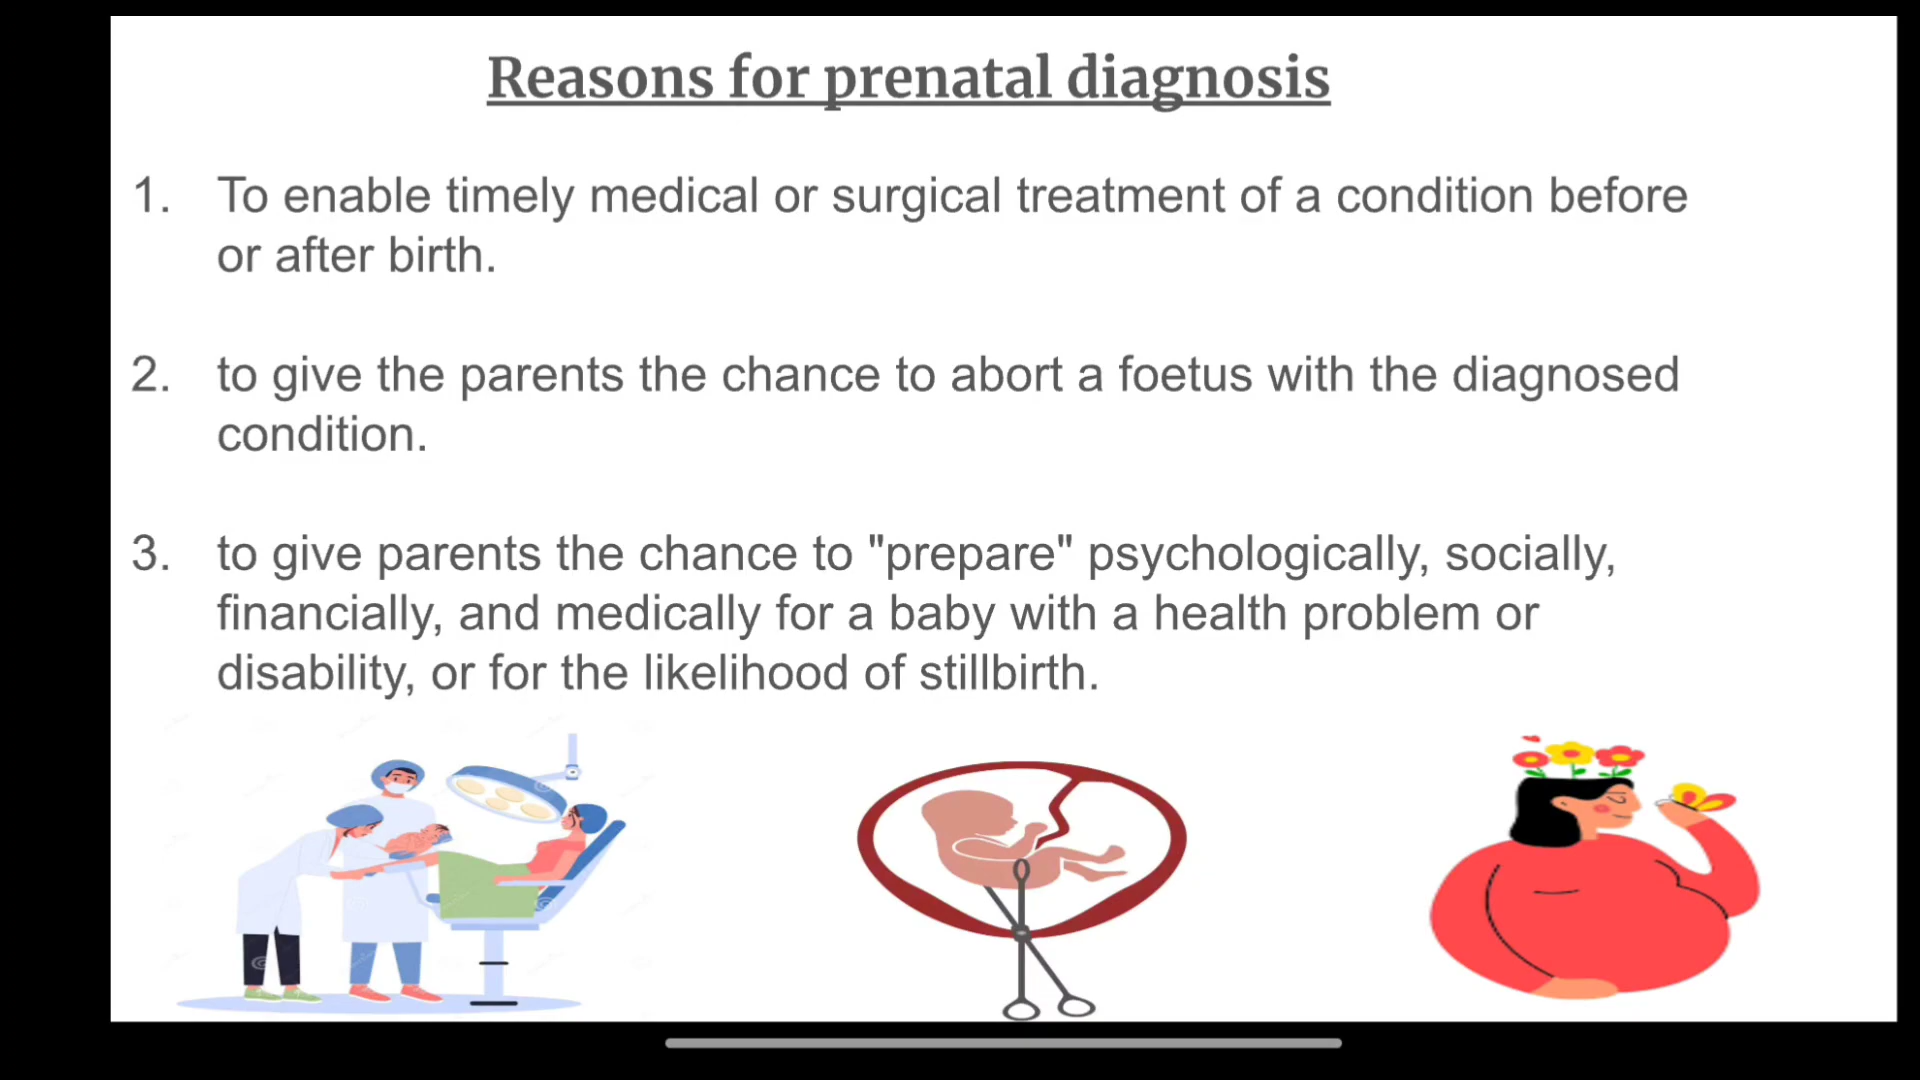 Reasons for prenatal diagnosis
1. To enable timely medical or surgical treatment of a condition before
or after birth.
2. to give the parents the chance to abort a foetus with the diagnosed
condition.
3. to give parents the chance to "prepare" psychologically, socially,
financially, and medically for a baby with a health problem or
disability, or for the likelihood of stillbirth.